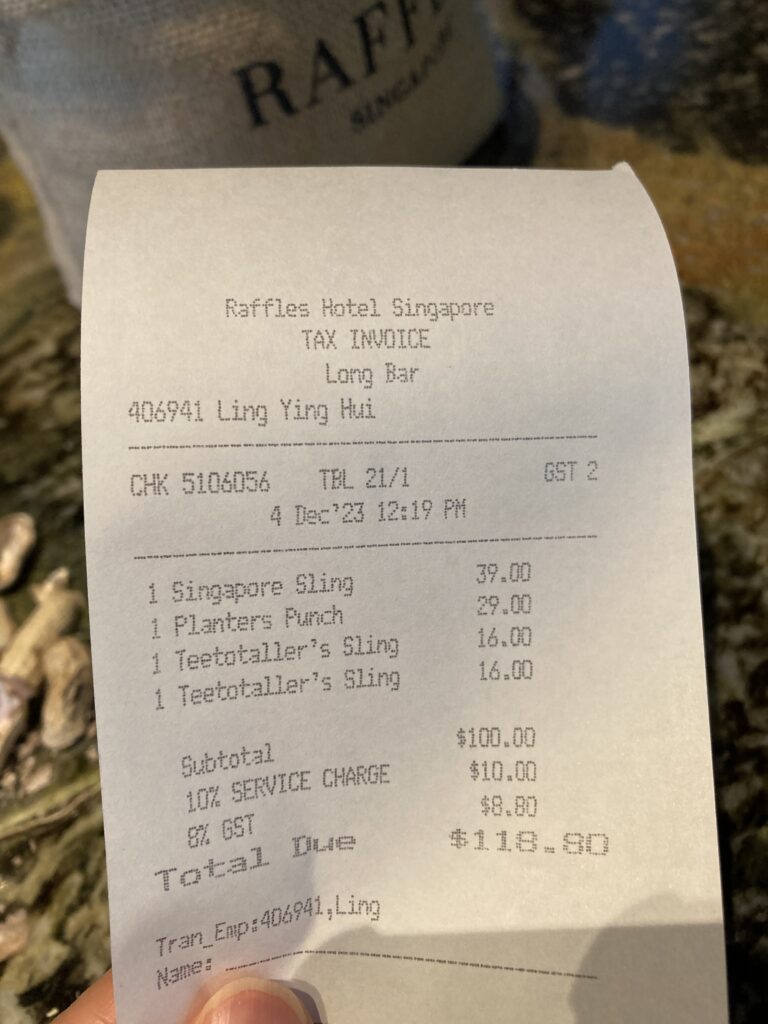 RAFF
SINGAPORE
Raffles Hotel Singapore
TAX INVOICE
Long Bar
406941 Ling Ying Hui
CHK 5106056 TBL 21/1 GST 2
4 Dec'23 12:19 PM
1 Singapore Sling 39.00
1 Planters Punch 29.00
1 Teetotaller's Sling 16.00
1 Teetotaller's Sling 16.00
Subtotal $100.00
10% SERVICE CHARGE $10.00
8% GST $8.80
Total Due $118.80
Tran_Emp:406941,Ling
Name: